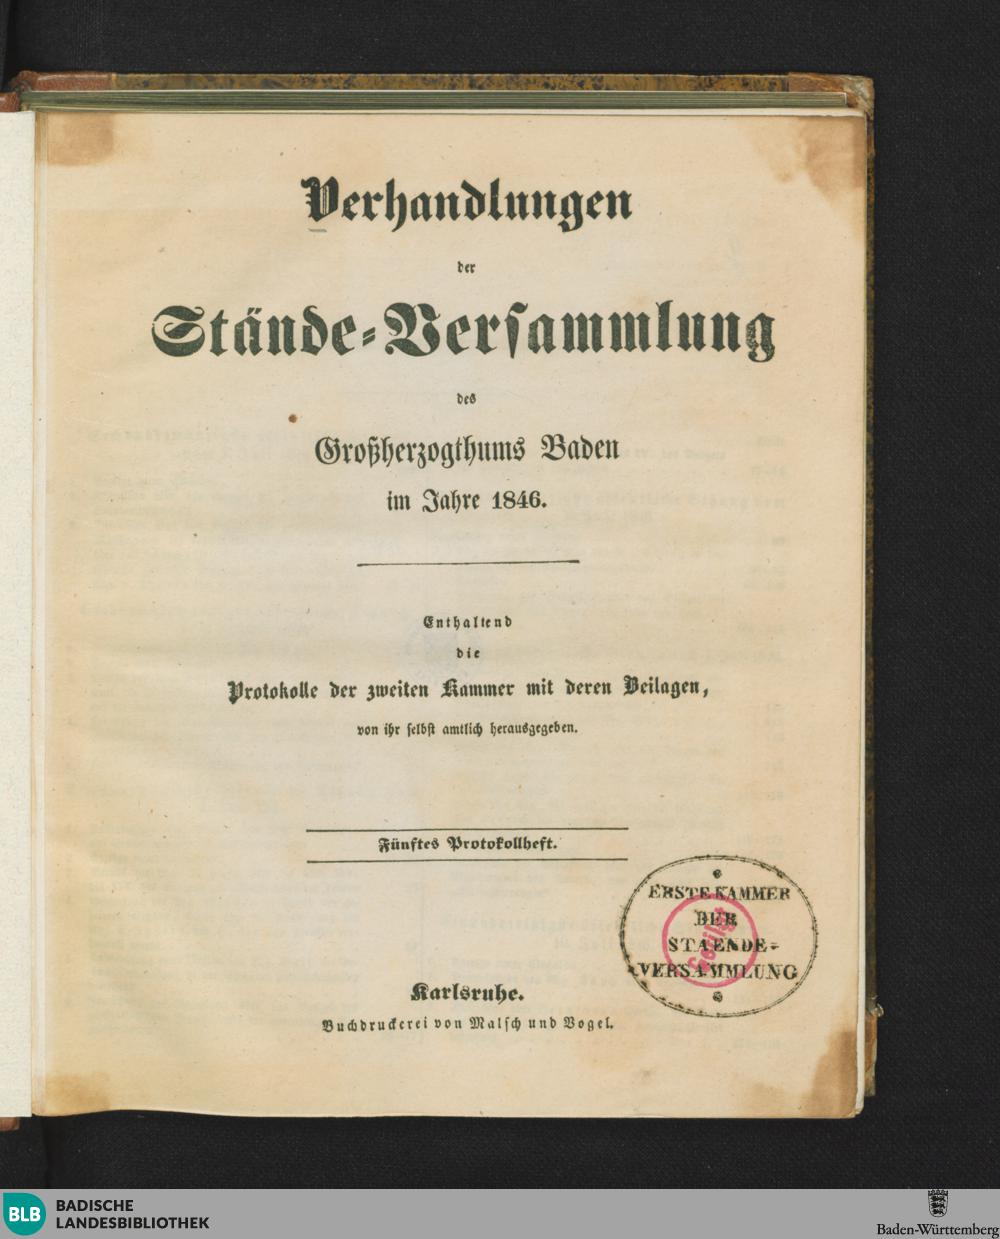 Verhandlungen
der
Stände-Versammlung
des
Großherzogthums Baden
im Jahre 1846.
Enthaltend
die
Protokolle der zweiten Kammer mit deren Beilagen,
von ihr selbst amtlich herausgegeben.
Fünftes Protokollheft.
ERSTE KAMMER
DER
STAENDE-
VERSAMMLUNG
Getilgt
Karlsruhe.
Buchdruckerei von Malsch und Vogel.
BLB BADISCHE
LANDESBIBLIOTHEK
Baden-Württemberg